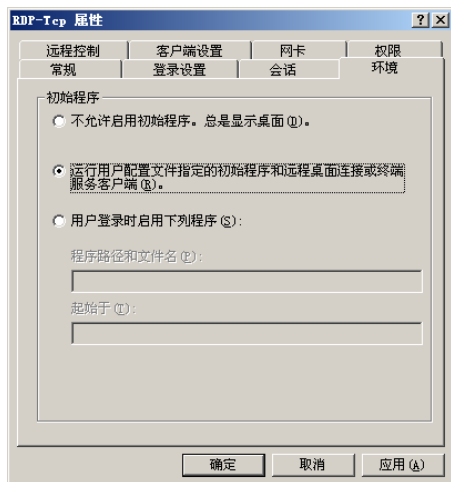 RDP-Tcp 属性
远程控制 客户端设置 网卡 权限
常规 登录设置 会话 环境
初始程序
不允许启用初始程序。总是显示桌面(D)。
运行用户配置文件指定的初始程序和远程桌面连接或终端
服务客户端(R)。
用户登录时启用下列程序(S):
程序路径和文件名(P):
起始于(T):
确定 取消 应用(A)